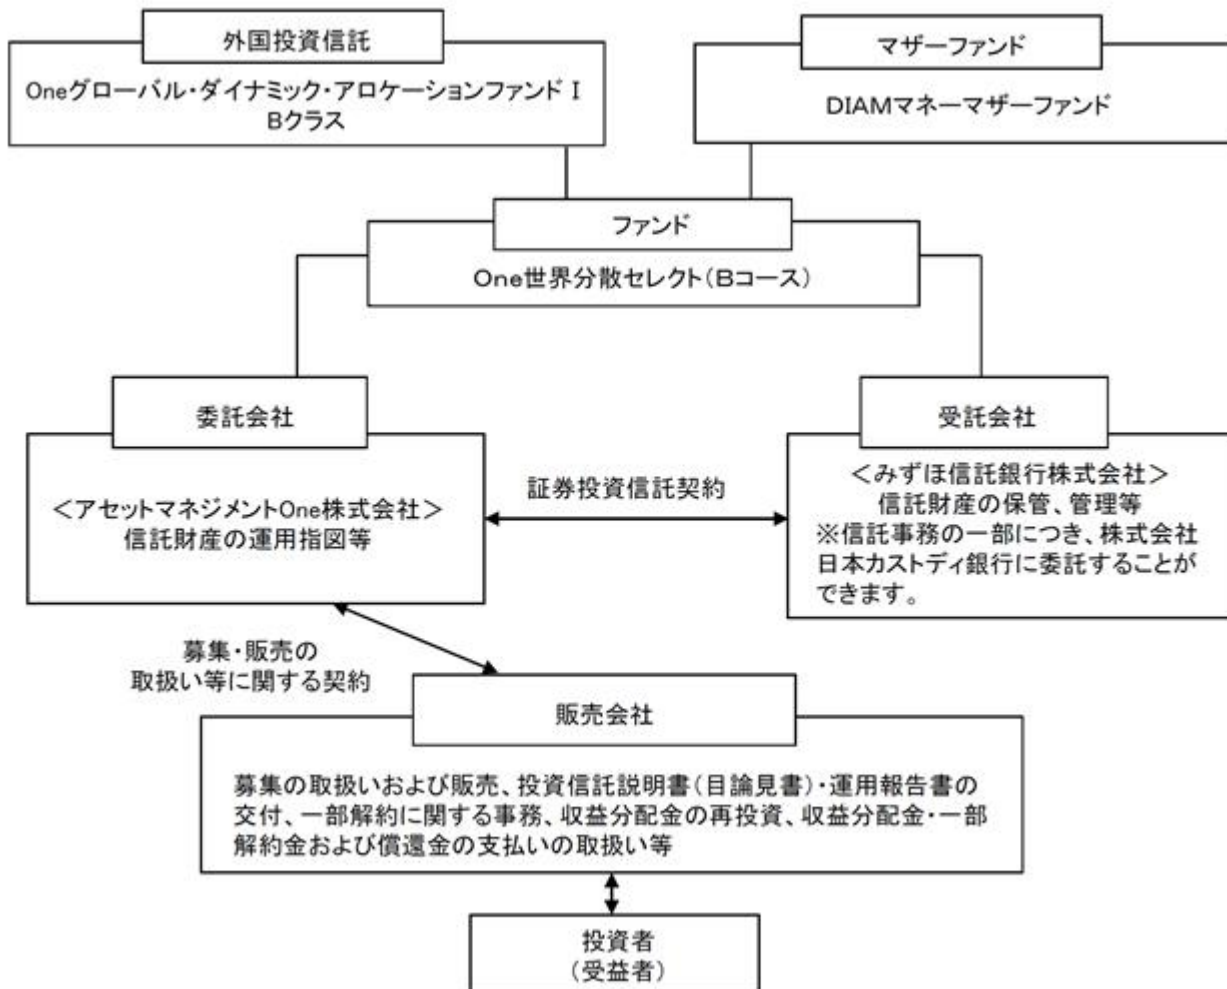 外国投資信託
Oneグローバル・ダイナミック・アロケーションファンドⅠ
Bクラス
マザーファンド
DIAMマネーマザーファンド
ファンド
One世界分散セレクト(Bコース)
委託会社
<アセットマネジメントOne株式会社>
信託財産の運用指図等
証券投資信託契約
受託会社
<みずほ信託銀行株式会社>
信託財産の保管、管理等
※信託事務の一部につき、株式会社
日本カストディ銀行に委託することが
できます。
募集・販売の
取扱い等に関する契約
販売会社
募集の取扱いおよび販売、投資信託説明書(目論見書)・運用報告書の
交付、一部解約に関する事務、収益分配金の再投資、収益分配金・一部
解約金および償還金の支払いの取扱い等
投資者
(受益者)